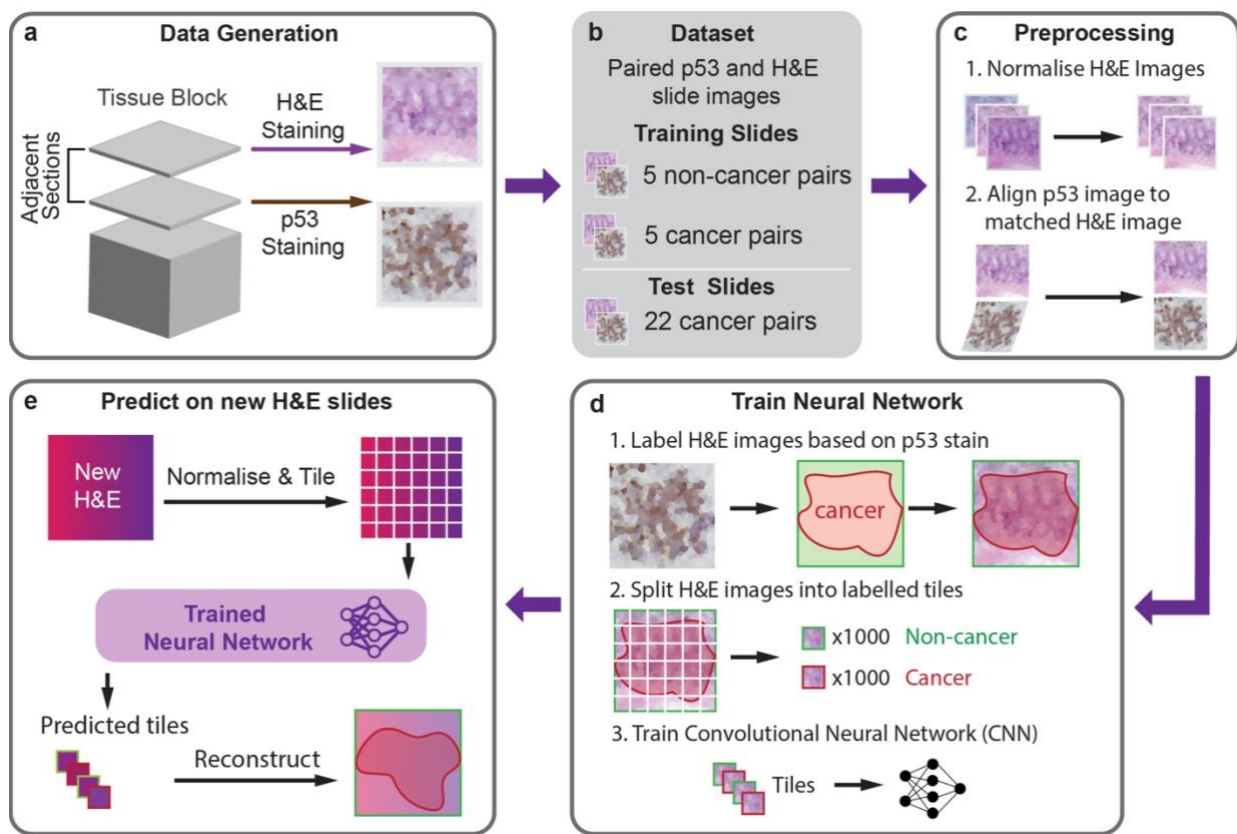 a
Data Generation
Tissue Block
H&E
Staining
Adjacent
Sections
p53
Staining
b
Dataset
Paired p53 and H&E
slide images
Training Slides
5 non-cancer pairs
5 cancer pairs
Test Slides
22 cancer pairs
c
Preprocessing
1. Normalise H&E Images
2. Align p53 image to
matched H&E image
d
Train Neural Network
1. Label H&E images based on p53 stain
cancer
2. Split H&E images into labelled tiles
x1000 Non-cancer
x1000 Cancer
3. Train Convolutional Neural Network (CNN)
Tiles
e
Predict on new H&E slides
New
H&E
Normalise & Tile
Trained
Neural Network
Predicted tiles
Reconstruct